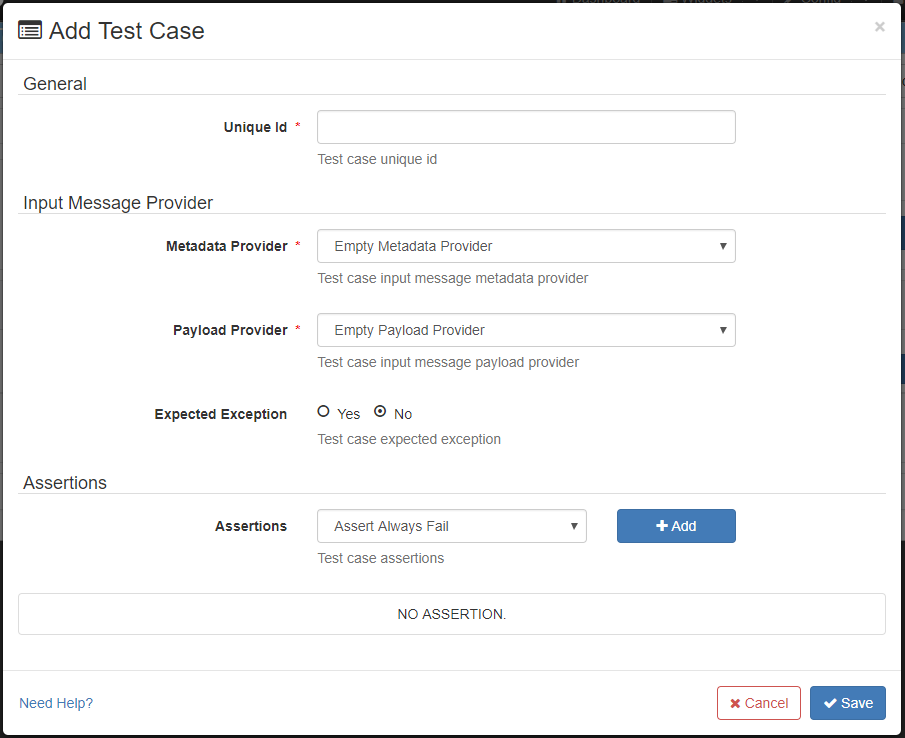 Add Test Case
×
General
Unique Id *
Test case unique id
Input Message Provider
Metadata Provider * Empty Metadata Provider
Test case input message metadata provider
Payload Provider * Empty Payload Provider
Test case input message payload provider
Expected Exception Yes No
Test case expected exception
Assertions
Assertions Assert Always Fail Add
Test case assertions
NO ASSERTION.
Need Help? Cancel Save